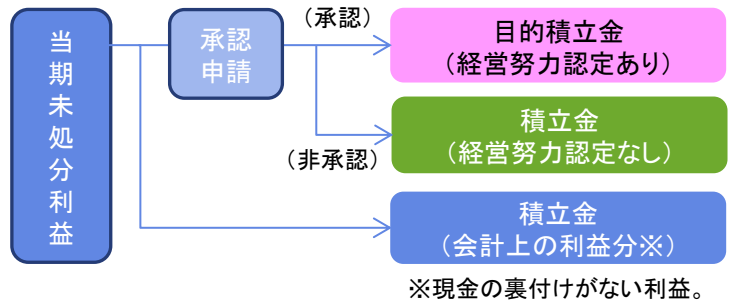 当期未処分利益
承認
申請
（承認）
目的積立金
（経営努力認定あり）
（非承認）
積立金
（経営努力認定なし）
積立金
（会計上の利益分※）
※現金の裏付けがない利益。